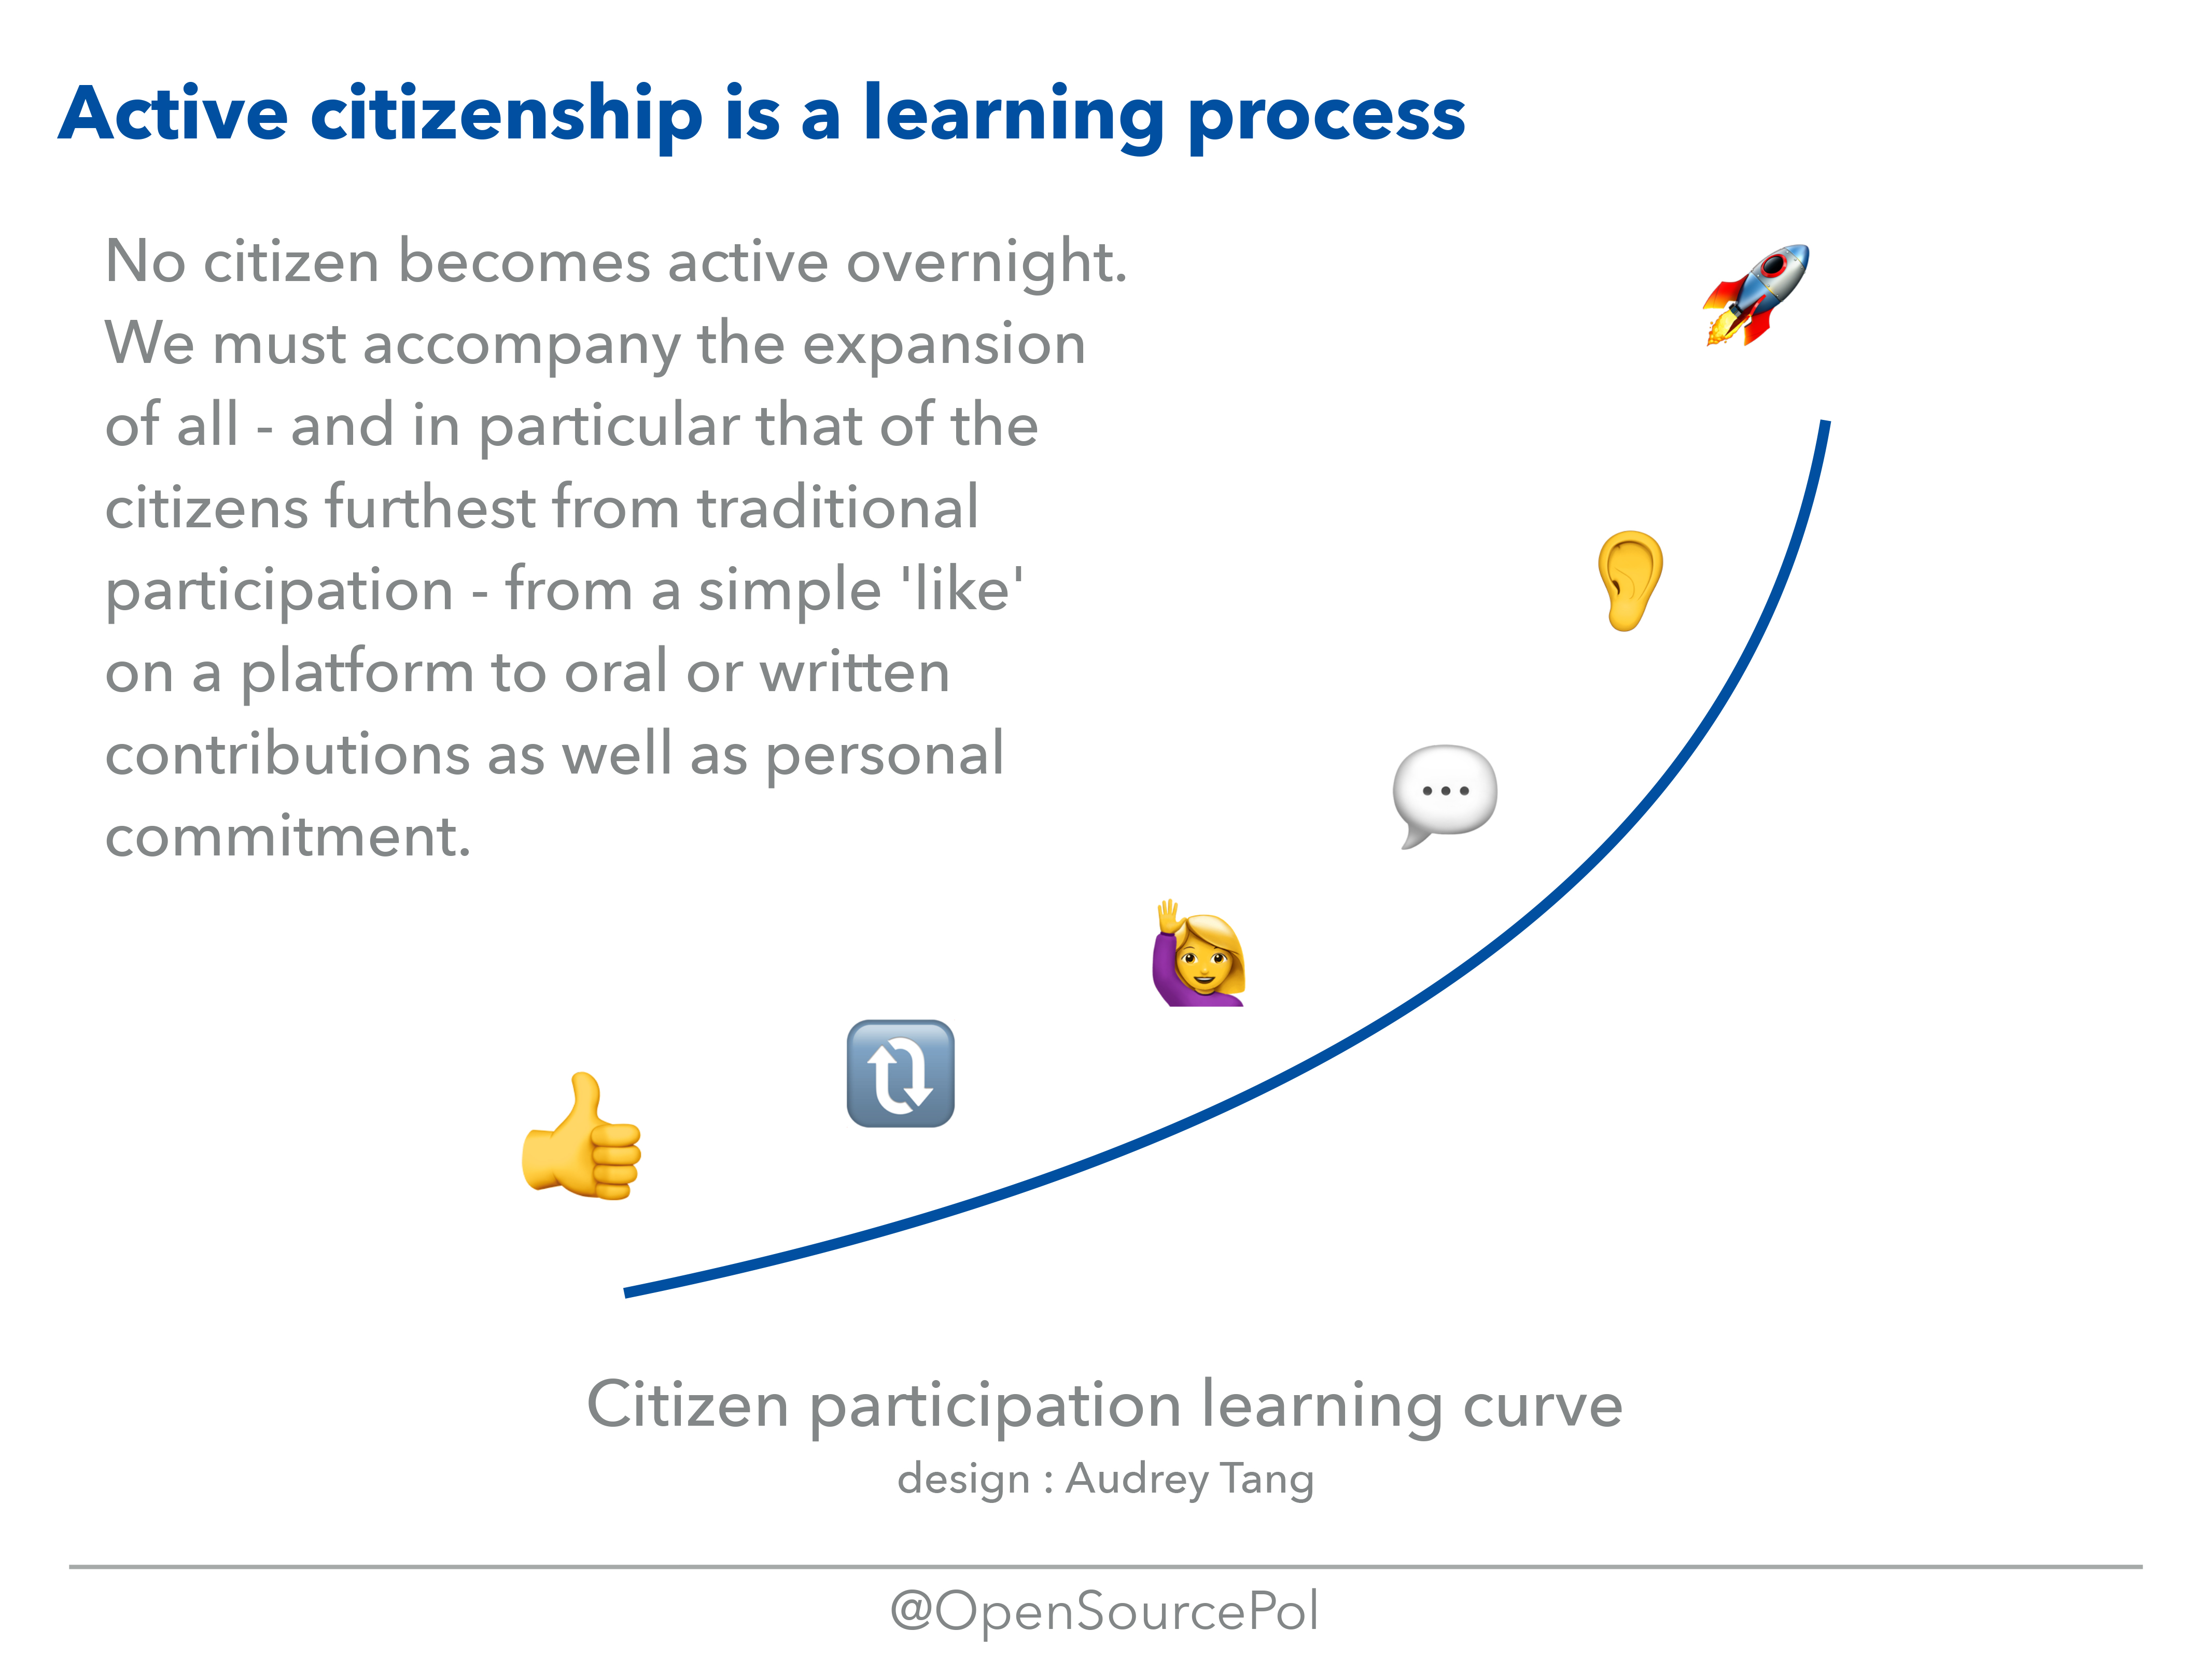 Active citizenship is a learning process
No citizen becomes active overnight.
We must accompany the expansion
of all - and in particular that of the
citizens furthest from traditional
participation - from a simple 'like'
on a platform to oral or written
contributions as well as personal
commitment.
Citizen participation learning curve
design : Audrey Tang
@OpenSourcePol